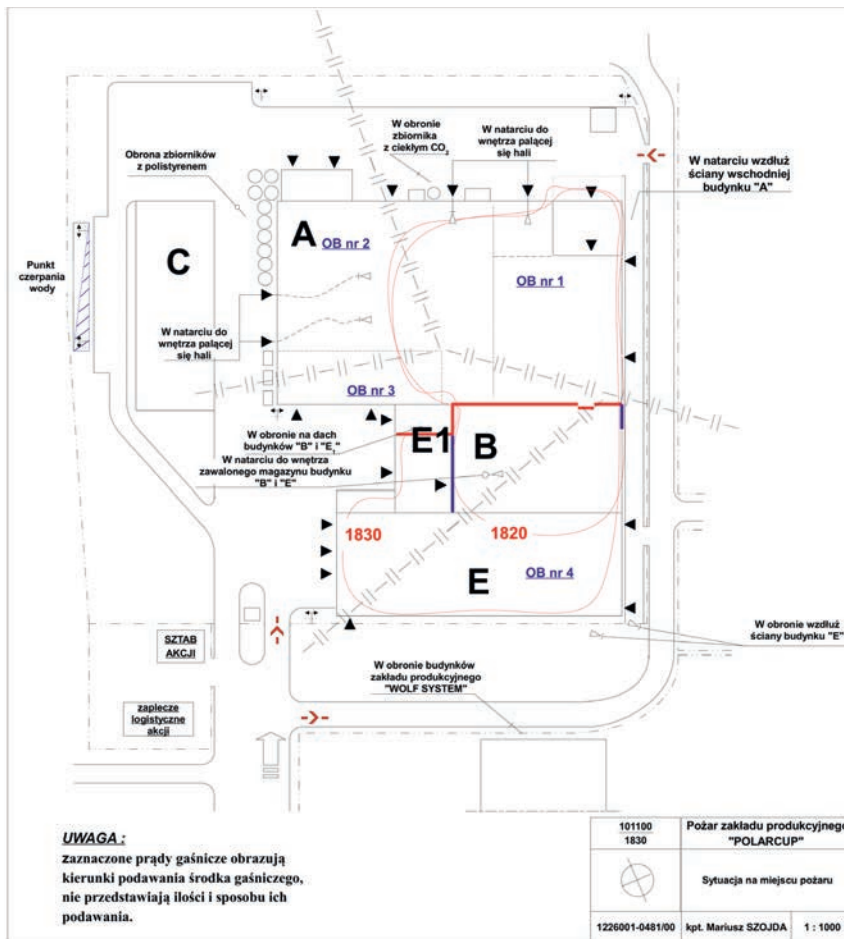 W obronie
zbiornika
z ciekłym CO2
W natarciu do
wnętrza palącej
się hali
Obrona zbiorników
z polistyrenem
W natarciu wzdłuż
ściany wschodniej
budynku "A"
A
OB nr 2
C
OB nr 1
Punkt
czerpania
wody
W natarciu do
wnętrza palącej
się hali
OB nr 3
E1
B
W obronie na dach
budynków "B" i "E1"
W natarciu do wnętrza
zawalonego magazynu budynku
"B" i "E"
1830
1820
E
OB nr 4
SZTAB
AKCJI
W obronie wzdłuż
ściany budynku "E"
W obronie budynków
zakładu produkcyjnego
"WOLF SYSTEM"
zaplecze
logistyczne
akcji
UWAGA :
zaznaczone prądy gaśnicze obrazują
kierunki podawania środka gaśniczego,
nie przedstawiają ilości i sposobu ich
podawania.
101100
1830
Pożar zakładu produkcyjnego
"POLARCUP"
Sytuacja na miejscu pożaru
1226001-0481/00 kpt. Mariusz SZOJDA 1 : 1000